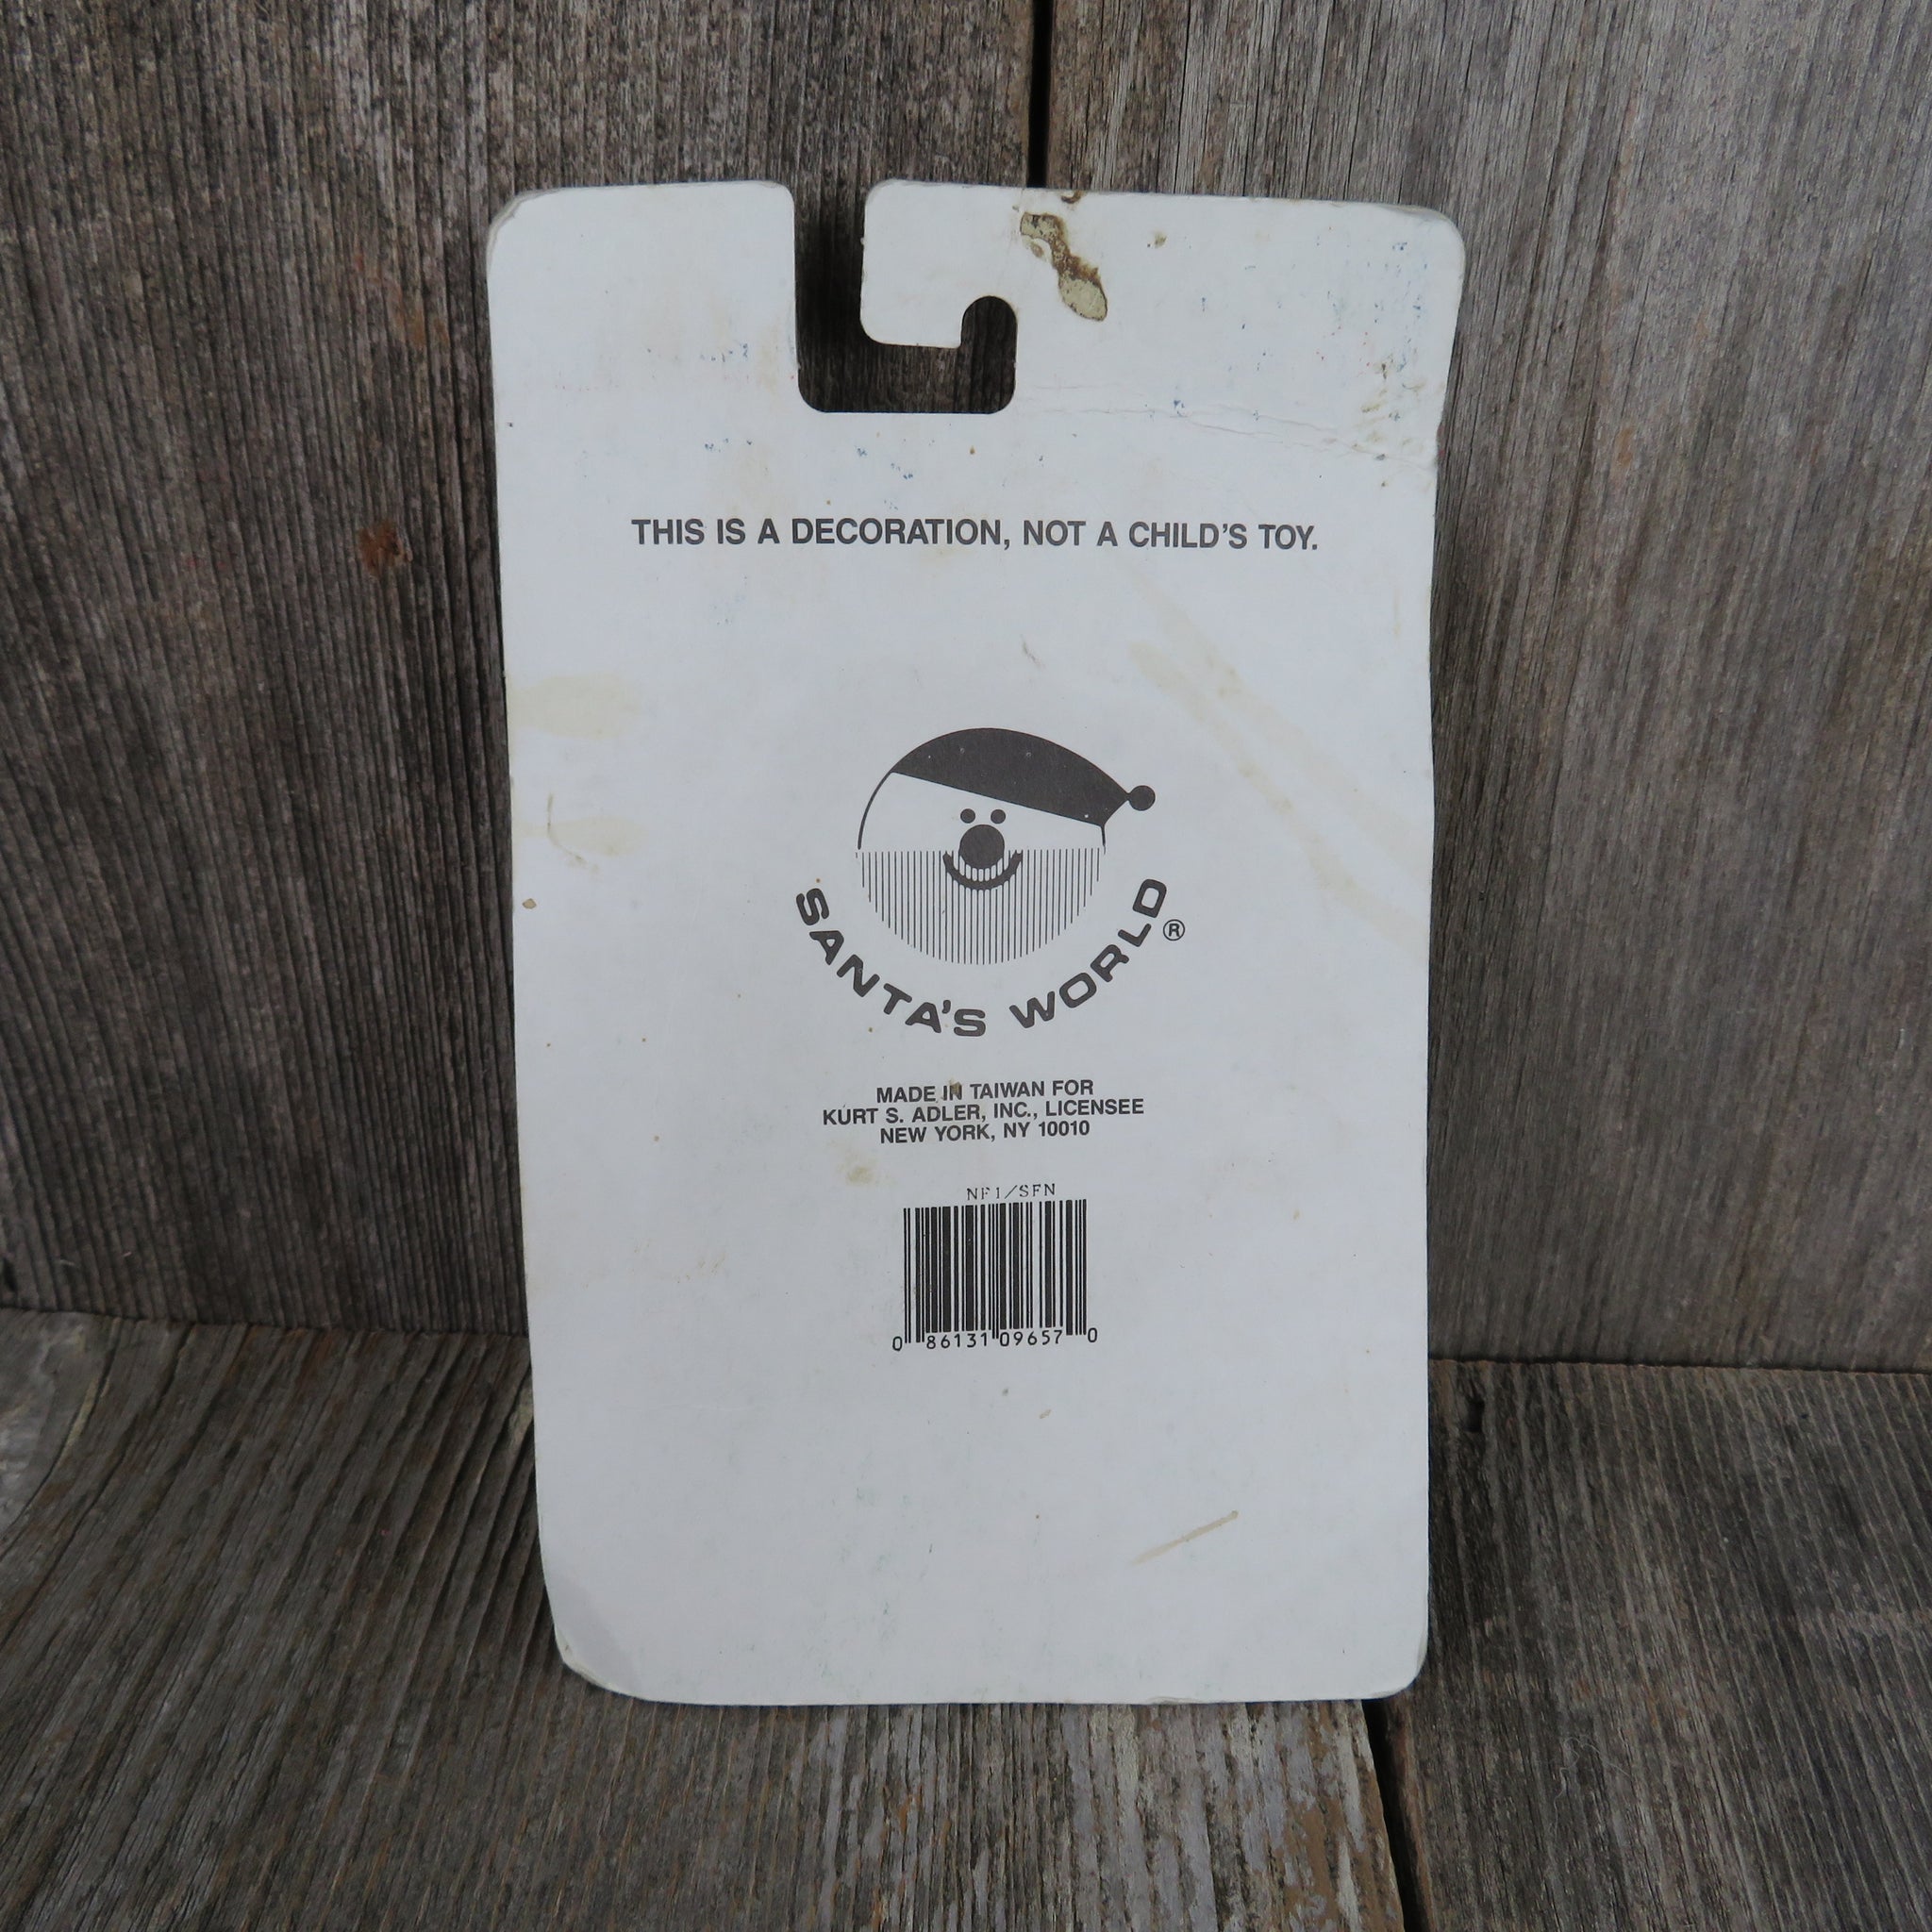 THIS IS A DECORATION, NOT A CHILD'S TOY.
SANTA'S WORLD®
MADE IN TAIWAN FOR
KURT S. ADLER, INC., LICENSEE
NEW YORK, NY 10010
NF1/SFN
0 86131 09657 0